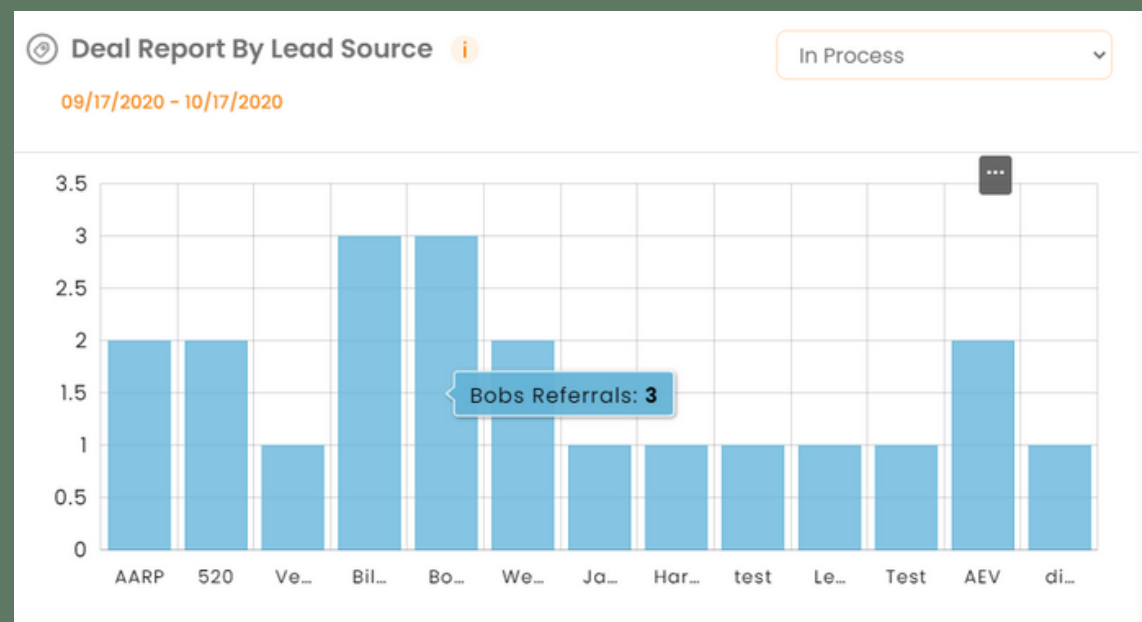 Deal Report By Lead Source i
In Process
09/17/2020 - 10/17/2020
3.5
3
2.5
2
1.5
1
0.5
0
Bobs Referrals: 3
AARP 520 Ve... Bil... Bo... We... Ja... Har... test Le... Test AEV di...